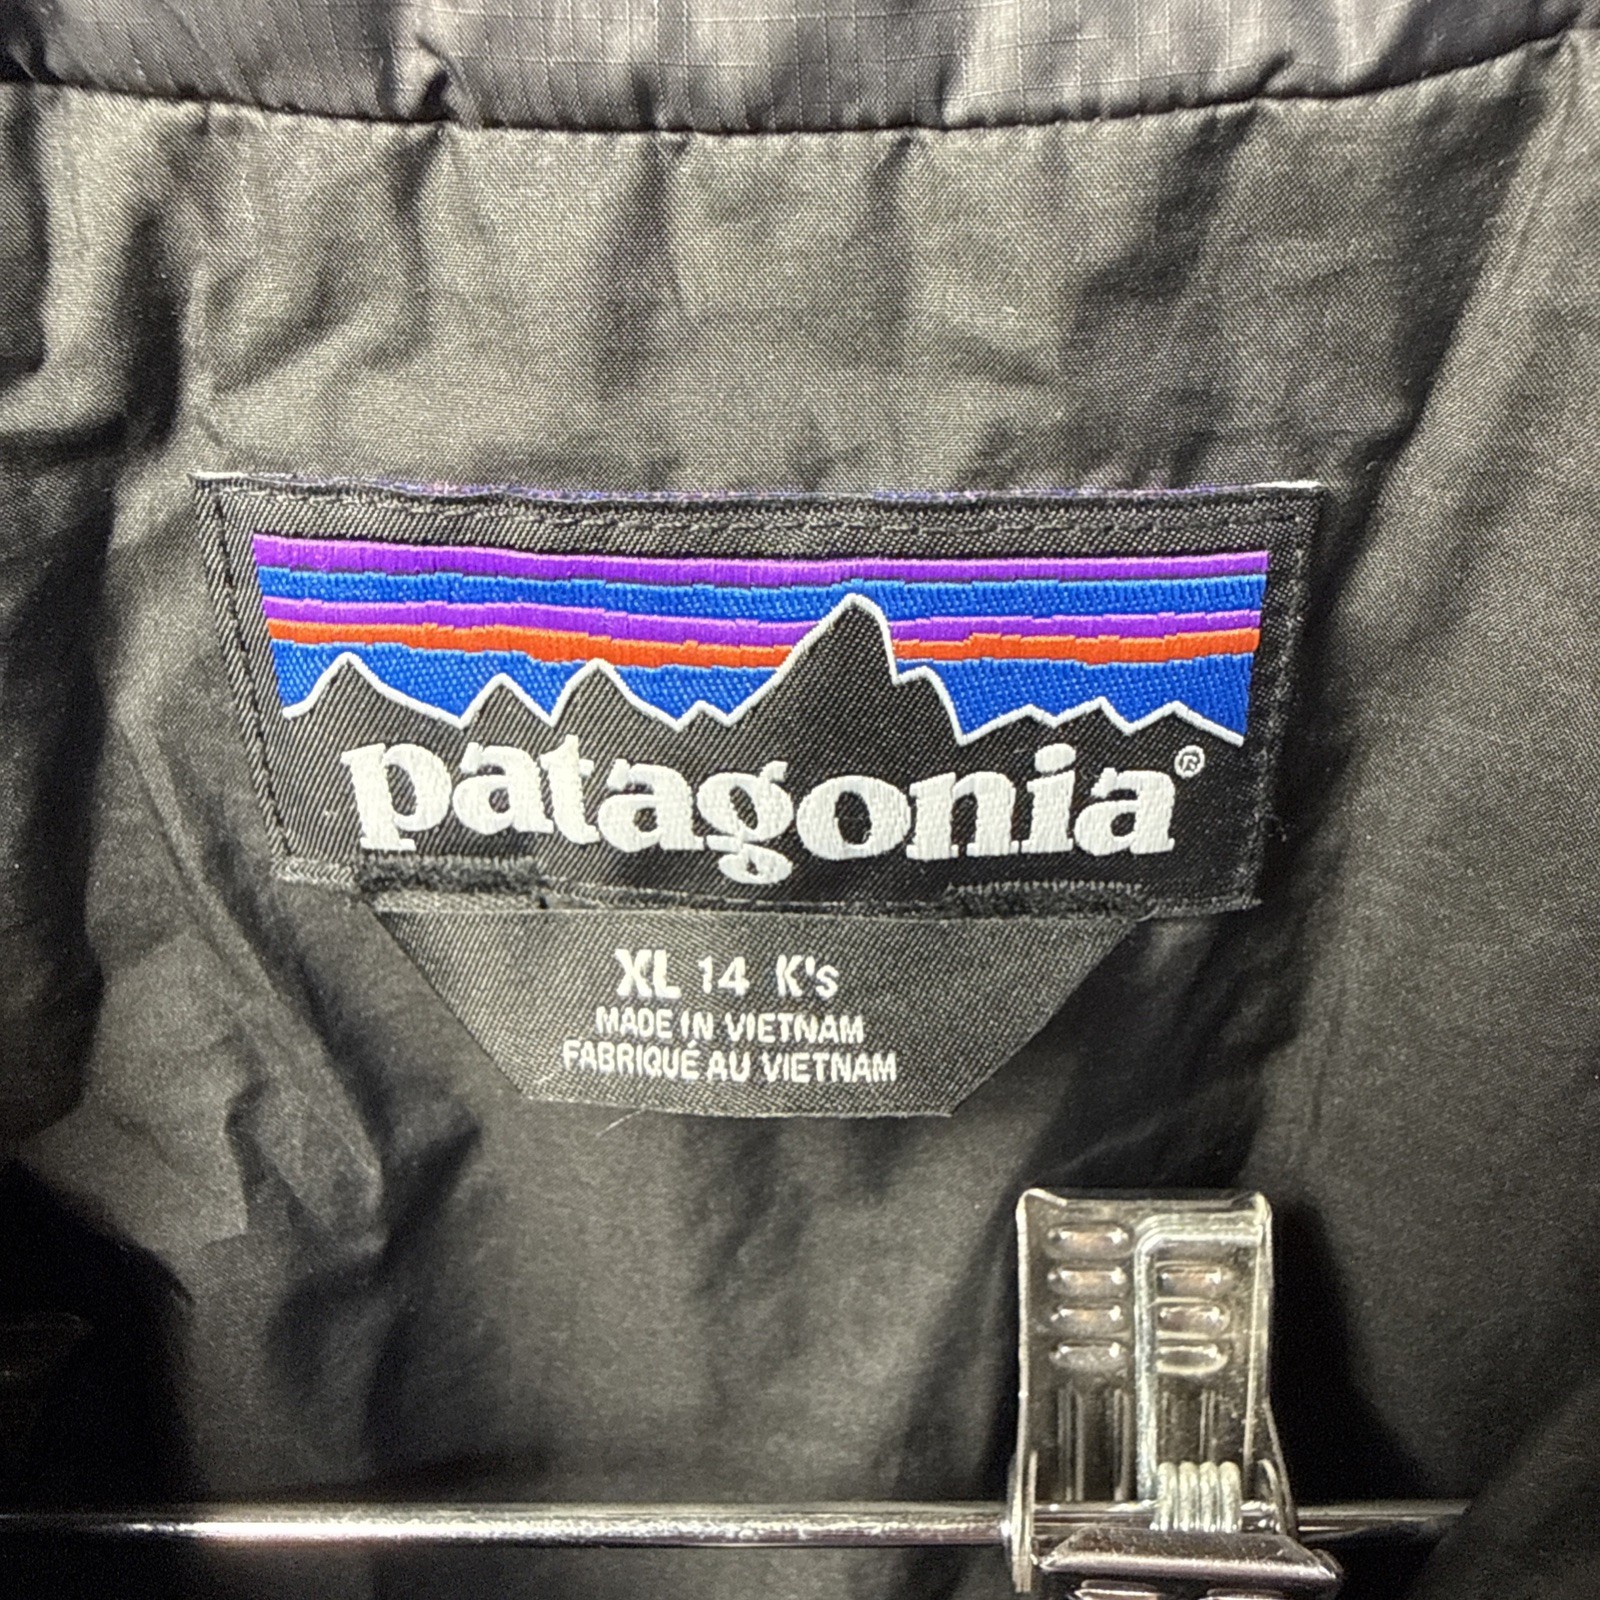 patagonia®
XL 14 K's
MADE IN VIETNAM
FABRIQUÉ AU VIETNAM